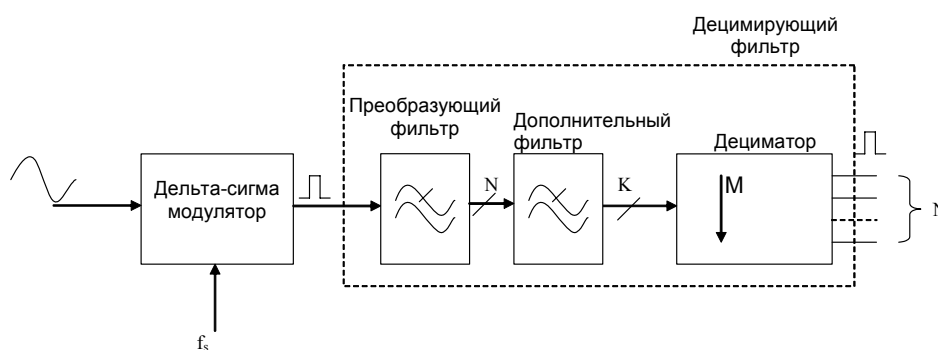 Децимирующий
фильтр
Преобразующий
фильтр
Дополнительный
фильтр
Дециматор
Дельта-сигма
модулятор
N
K
M
N
fs